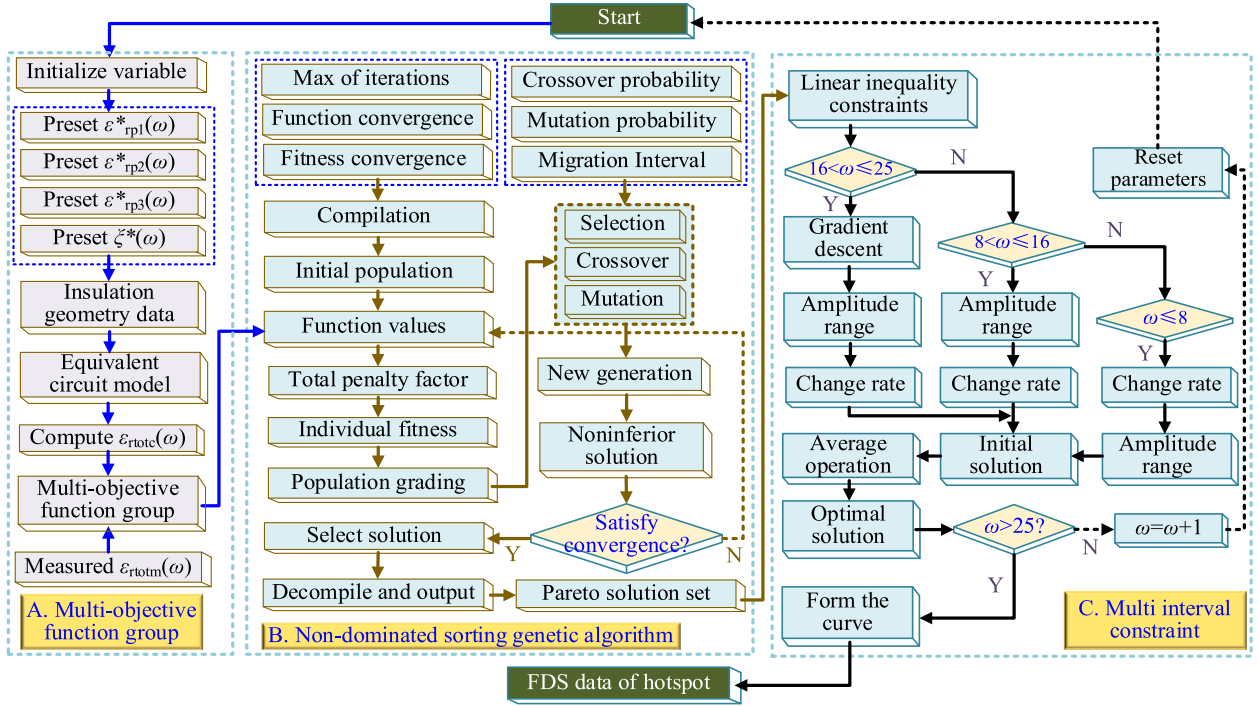 Start
Initialize variable
Preset ε*rp1(ω)
Preset ε*rp2(ω)
Preset ε*rp3(ω)
Preset ξ*(ω)
Insulation
geometry data
Equivalent
circuit model
Compute εrtotc(ω)
Multi-objective
function group
Measured εrtotm(ω)
A. Multi-objective
function group
Max of iterations
Function convergence
Fitness convergence
Compilation
Initial population
Function values
Total penalty factor
Individual fitness
Population grading
Select solution
Decompile and output
Crossover probability
Mutation probability
Migration Interval
Selection
Crossover
Mutation
New generation
Noninferior
solution
Satisfy
convergence?
Y
N
Pareto solution set
B. Non-dominated sorting genetic algorithm
Linear inequality
constraints
16<ω≤25
N
Y
Gradient
descent
Amplitude
range
Change rate
8<ω≤16
N
Y
Amplitude
range
Change rate
ω≤8
Y
Change rate
Amplitude
range
Initial
solution
Average
operation
Optimal
solution
ω>25?
N
Y
ω=ω+1
Reset
parameters
Form the
curve
C. Multi interval
constraint
FDS data of hotspot